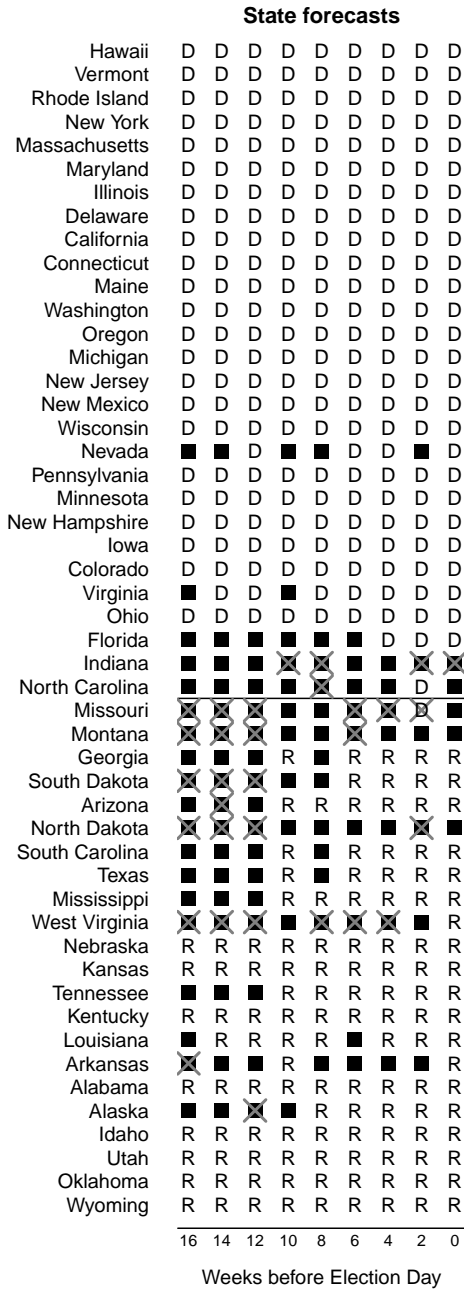 State forecasts
Hawaii D D D D D D D D D
Vermont D D D D D D D D D
Rhode Island D D D D D D D D D
New York D D D D D D D D D
Massachusetts D D D D D D D D D
Maryland D D D D D D D D D
Illinois D D D D D D D D D
Delaware D D D D D D D D D
California D D D D D D D D D
Connecticut D D D D D D D D D
Maine D D D D D D D D D
Washington D D D D D D D D D
Oregon D D D D D D D D D
Michigan D D D D D D D D D
New Jersey D D D D D D D D D
New Mexico D D D D D D D D D
Wisconsin D D D D D D D D D
Nevada D D D D
Pennsylvania D D D D D D D D D
Minnesota D D D D D D D D D
New Hampshire D D D D D D D D D
Iowa D D D D D D D D D
Colorado D D D D D D D D D
Virginia D D D D D D D
Ohio D D D D D D D D D
Florida D D D
Indiana
North Carolina D
Missouri D
Montana
Georgia R R R R R
South Dakota R R R R
Arizona R R R R R R
North Dakota
South Carolina R R R R R
Texas R R R R R
Mississippi R R R R R R
West Virginia R
Nebraska R R R R R R R R R
Kansas R R R R R R R R R
Tennessee R R R R R R
Kentucky R R R R R R R R R
Louisiana R R R R R R R
Arkansas R R
Alabama R R R R R R R R R
Alaska R R R R R
Idaho R R R R R R R R R
Utah R R R R R R R R R
Oklahoma R R R R R R R R R
Wyoming R R R R R R R R R
16 14 12 10 8 6 4 2 0
Weeks before Election Day